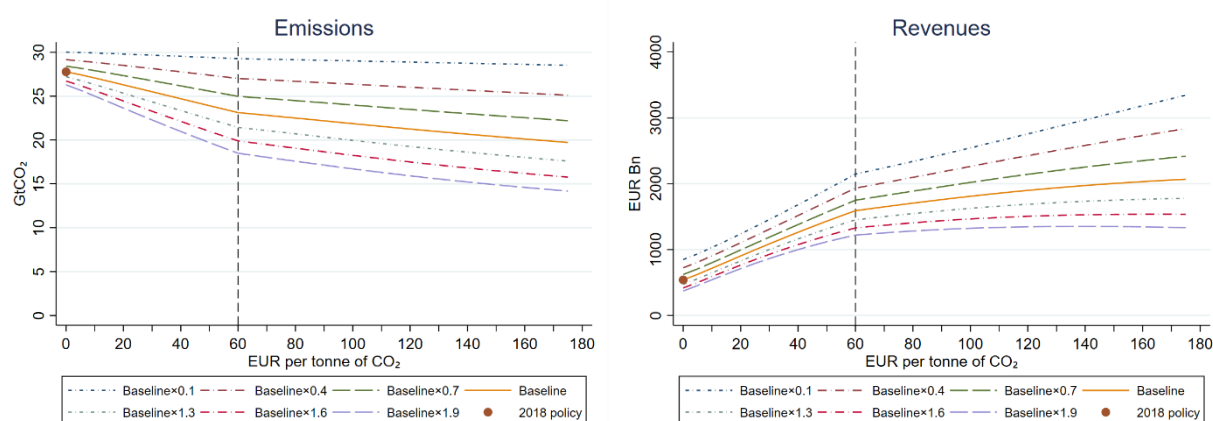 Emissions
GtCO₂
30
25
20
15
10
5
0
0 20 40 60 80 100 120 140 160 180
EUR per tonne of CO₂
Baseline×0.1 Baseline×0.4 Baseline×0.7 Baseline
Baseline×1.3 Baseline×1.6 Baseline×1.9 2018 policy
Revenues
EUR Bn
4000
3000
2000
1000
0
0 20 40 60 80 100 120 140 160 180
EUR per tonne of CO₂
Baseline×0.1 Baseline×0.4 Baseline×0.7 Baseline
Baseline×1.3 Baseline×1.6 Baseline×1.9 2018 policy